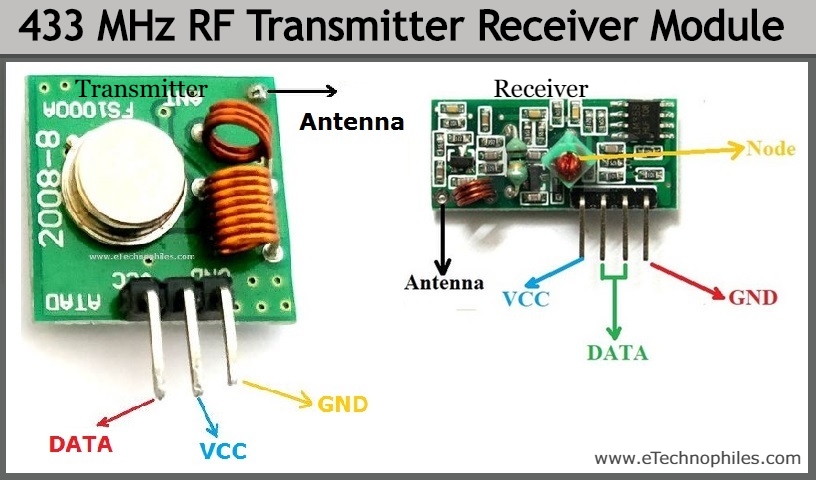 433 MHz RF Transmitter Receiver Module
Transmitter
Receiver
ANT
FS1000A
Antenna
2008-8
Node
www.eTechnophiles.com
VCC
GND
ATAD
Antenna
VCC
GND
DATA
GND
DATA
VCC
www.eTechnophiles.com